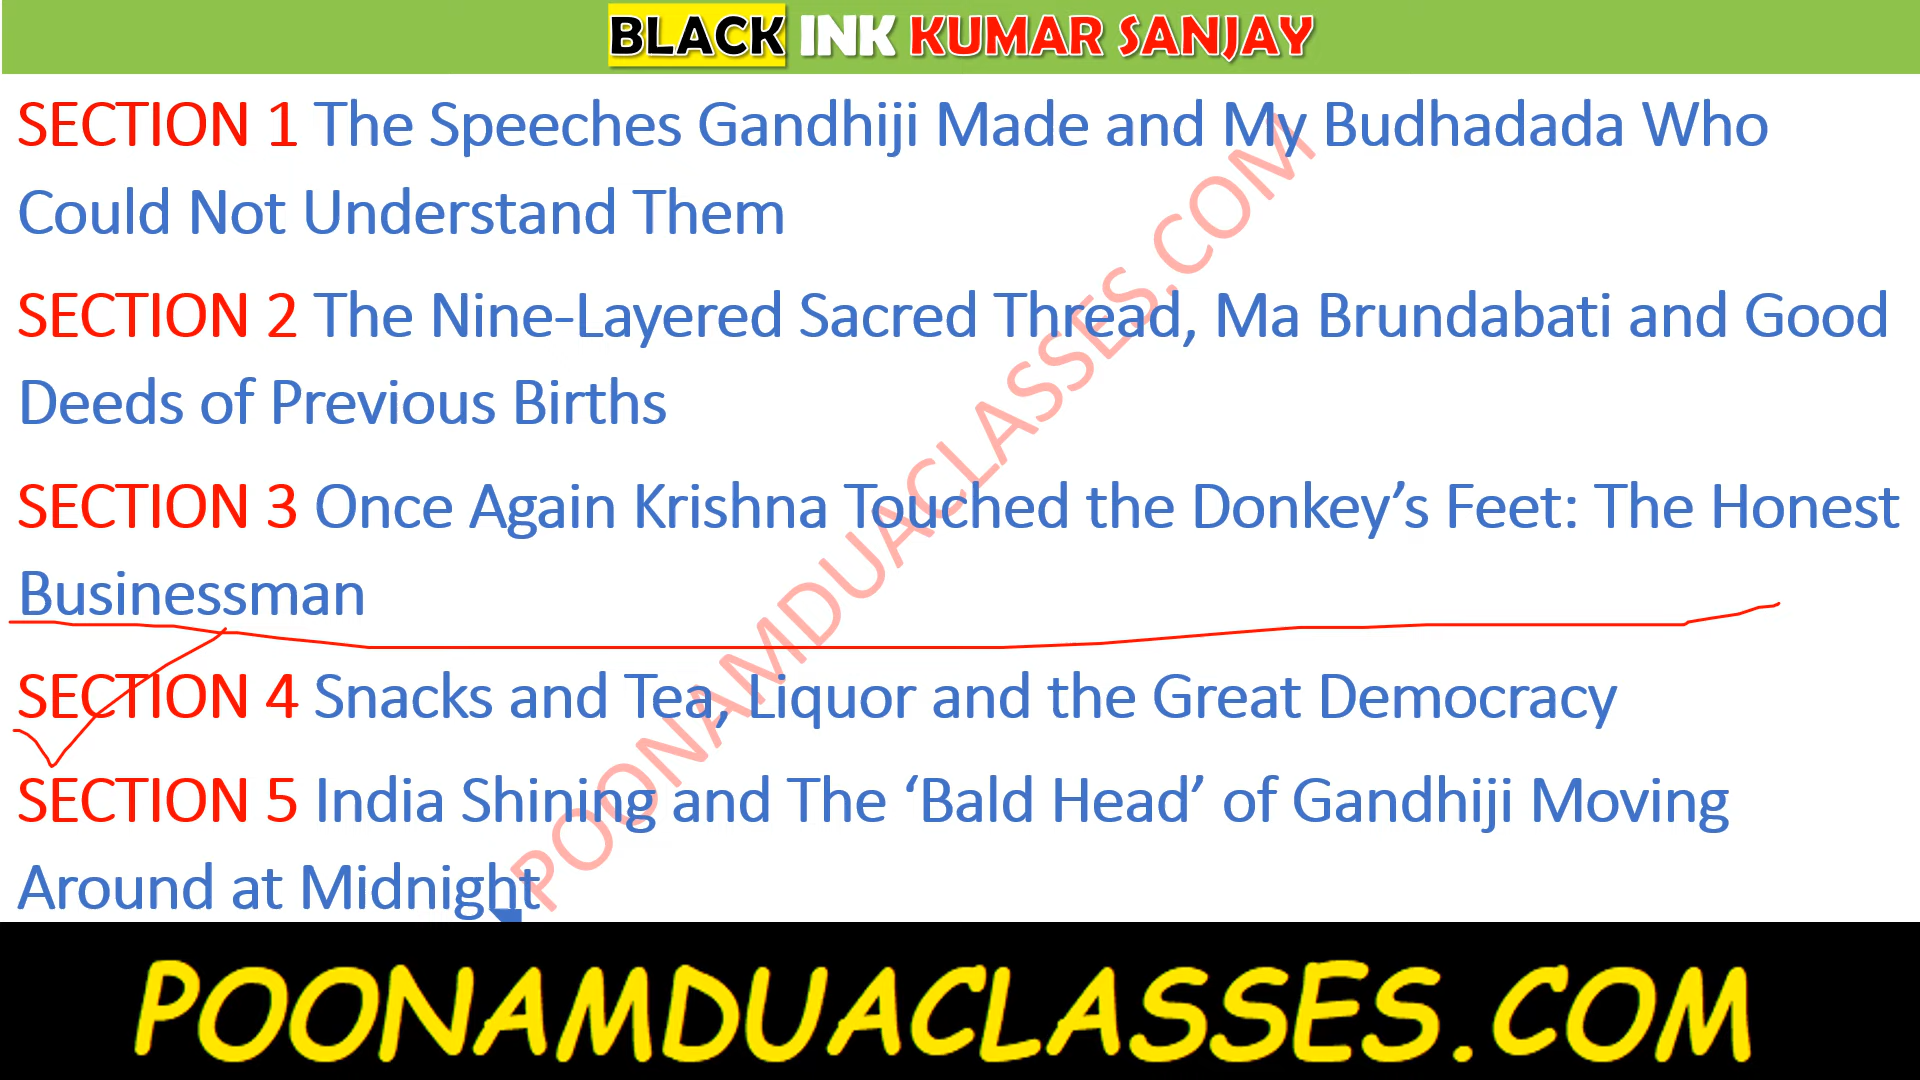 BLACK INK KUMAR SANJAY
SECTION 1 The Speeches Gandhiji Made and My Budhadada Who
Could Not Understand Them
SECTION 2 The Nine-Layered Sacred Thread, Ma Brundabati and Good
Deeds of Previous Births
SECTION 3 Once Again Krishna Touched the Donkey’s Feet: The Honest
Businessman
SECTION 4 Snacks and Tea, Liquor and the Great Democracy
SECTION 5 India Shining and The ‘Bald Head’ of Gandhiji Moving
Around at Midnight
POONAMDUACLASSES.COM
POONAMDUACLASSES.COM